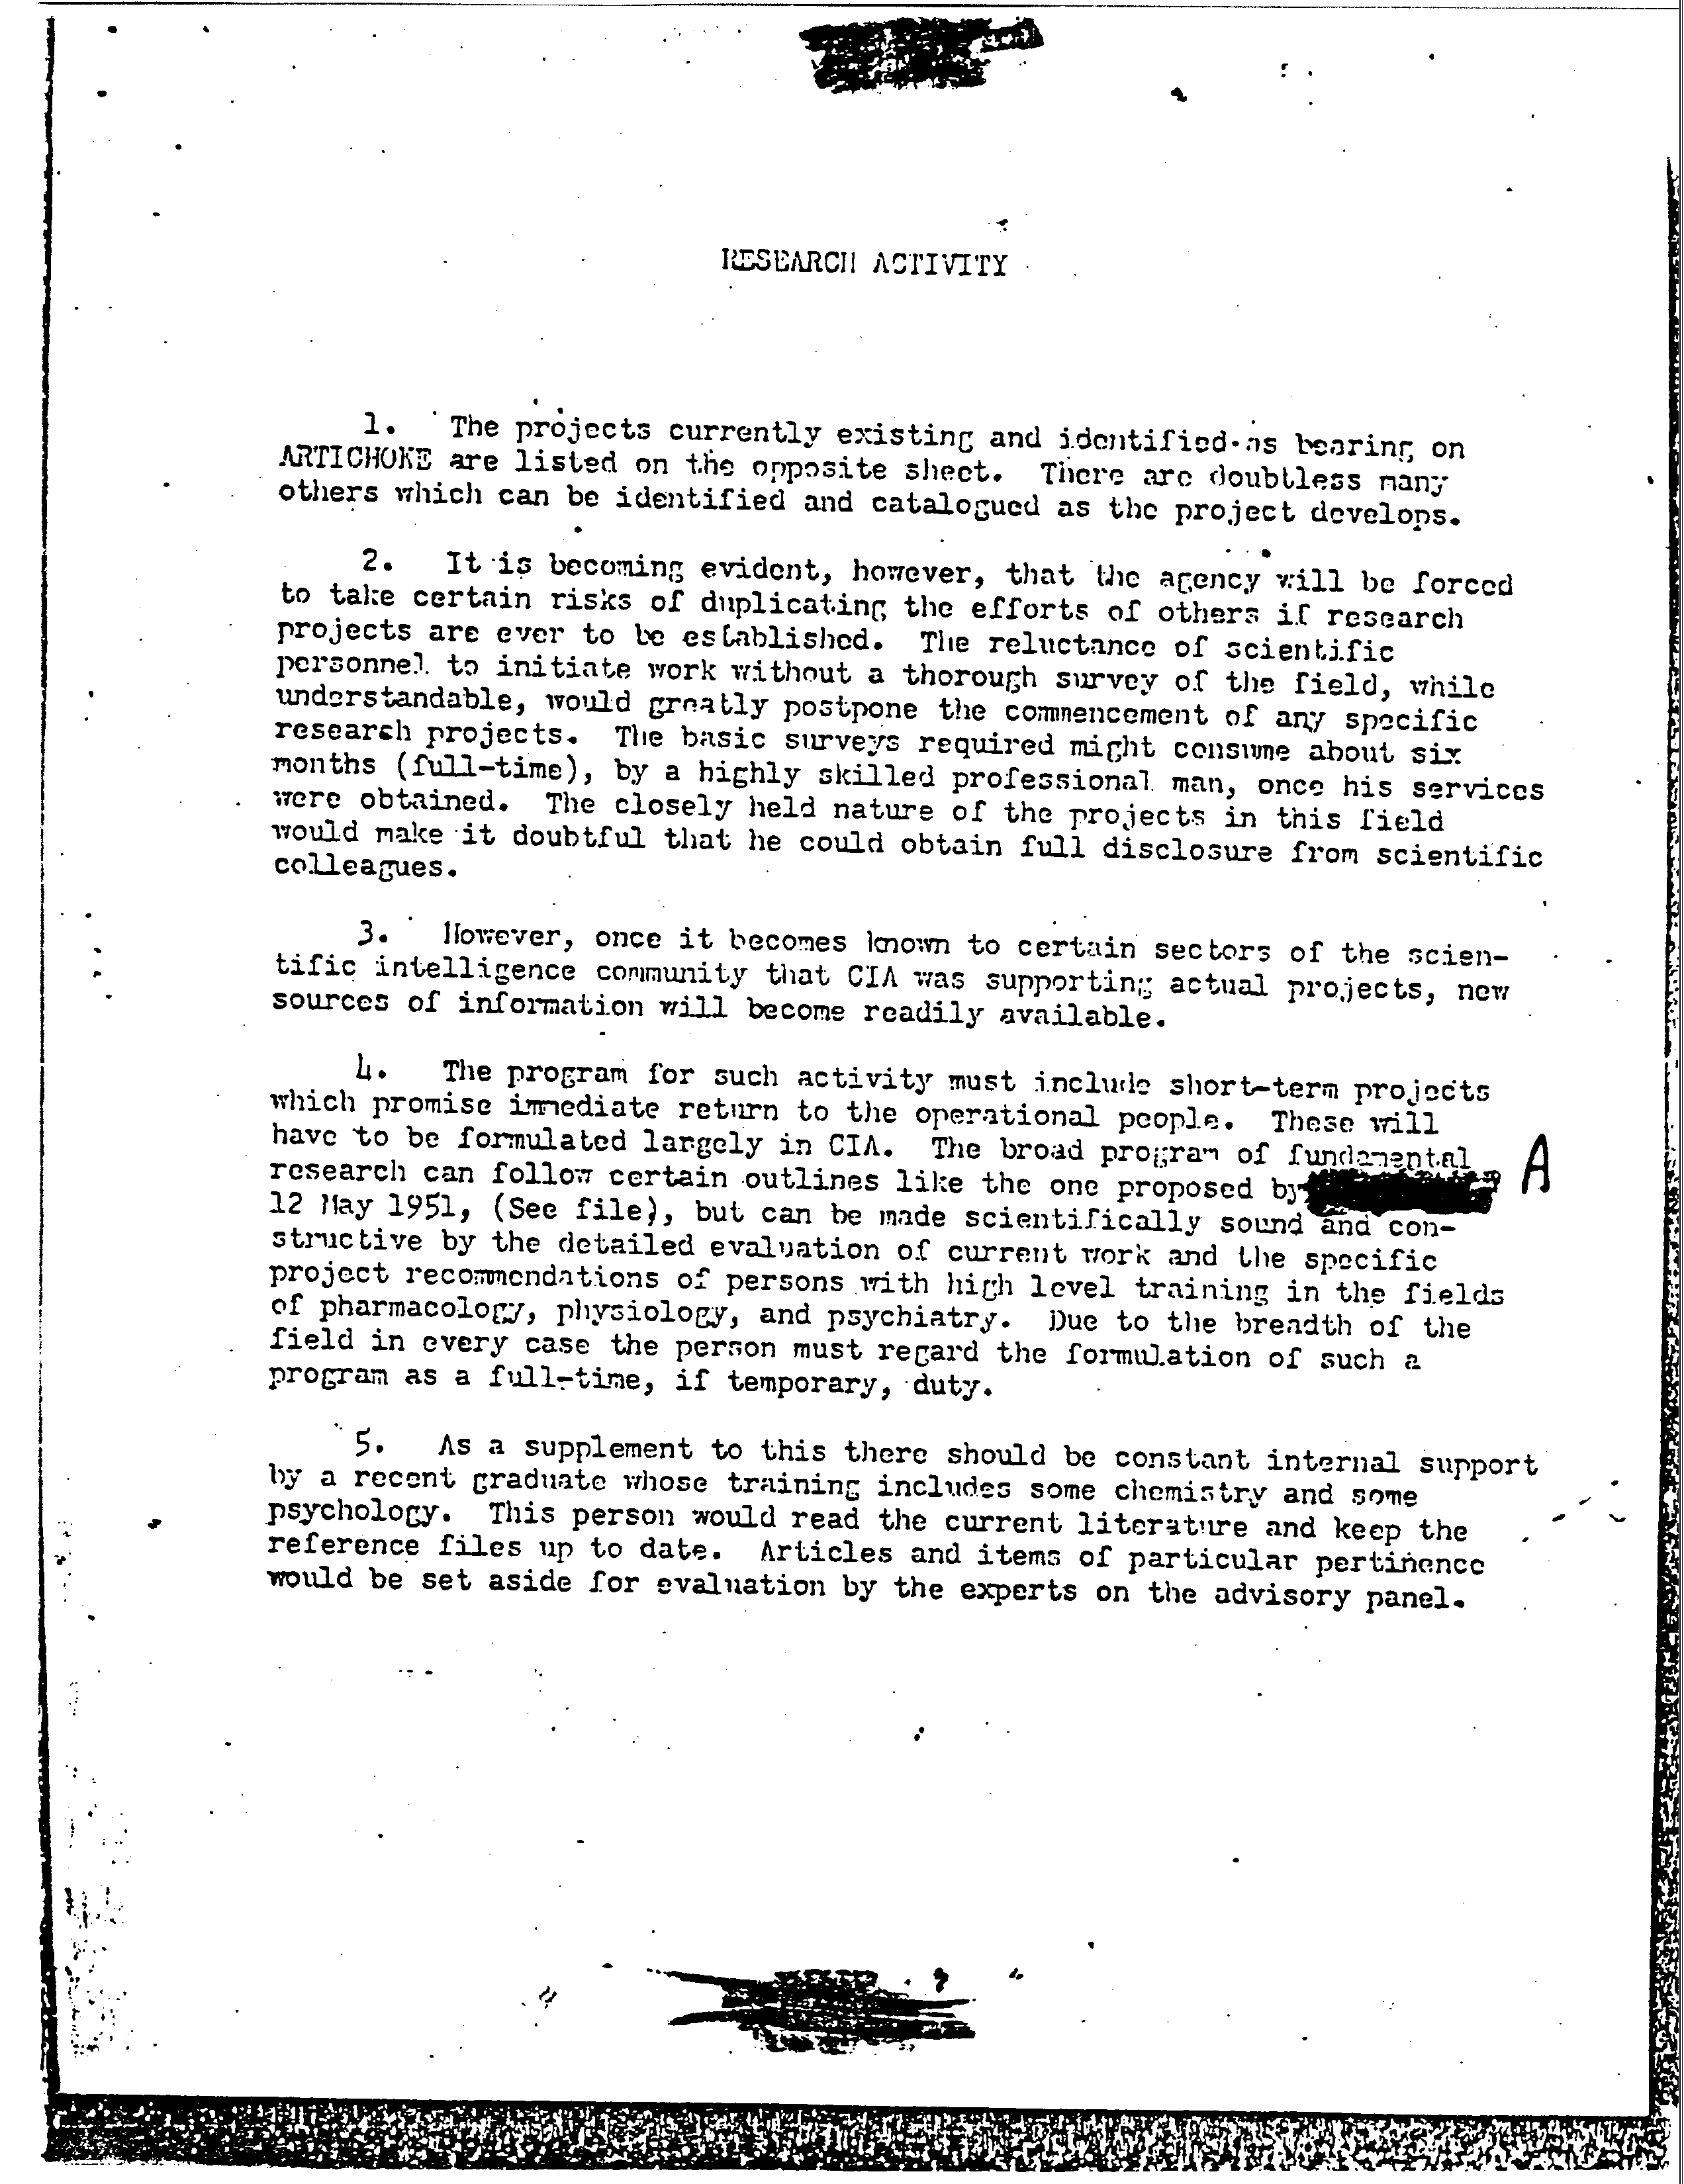 RESEARCH ACTIVITY
1. The projects currently existing and identified as bearing on
ARTICHOKE are listed on the opposite sheet. There are doubtless many
others which can be identified and catalogued as the project develops.
2. It is becoming evident, however, that the agency will be forced
to take certain risks of duplicating the efforts of others if research
projects are ever to be established. The reluctance of scientific
personnel to initiate work without a thorough survey of the field, while
understandable, would greatly postpone the commencement of any specific
research projects. The basic surveys required might consume about six
months (full-time), by a highly skilled professional man, once his services
were obtained. The closely held nature of the projects in this field
would make it doubtful that he could obtain full disclosure from scientific
colleagues.
3. However, once it becomes known to certain sectors of the scien-
tific intelligence community that CIA was supporting actual projects, new
sources of information will become readily available.
4. The program for such activity must include short-term projects
which promise immediate return to the operational people. These will
have to be formulated largely in CIA. The broad program of fundamental
research can follow certain outlines like the one proposed by A
12 May 1951, (See file), but can be made scientifically sound and con-
structive by the detailed evaluation of current work and the specific
project recommendations of persons with high level training in the fields
of pharmacology, physiology, and psychiatry. Due to the breadth of the
field in every case the person must regard the formulation of such a
program as a full-time, if temporary, duty.
5. As a supplement to this there should be constant internal support
by a recent graduate whose training includes some chemistry and some
psychology. This person would read the current literature and keep the
reference files up to date. Articles and items of particular pertinence
would be set aside for evaluation by the experts on the advisory panel.